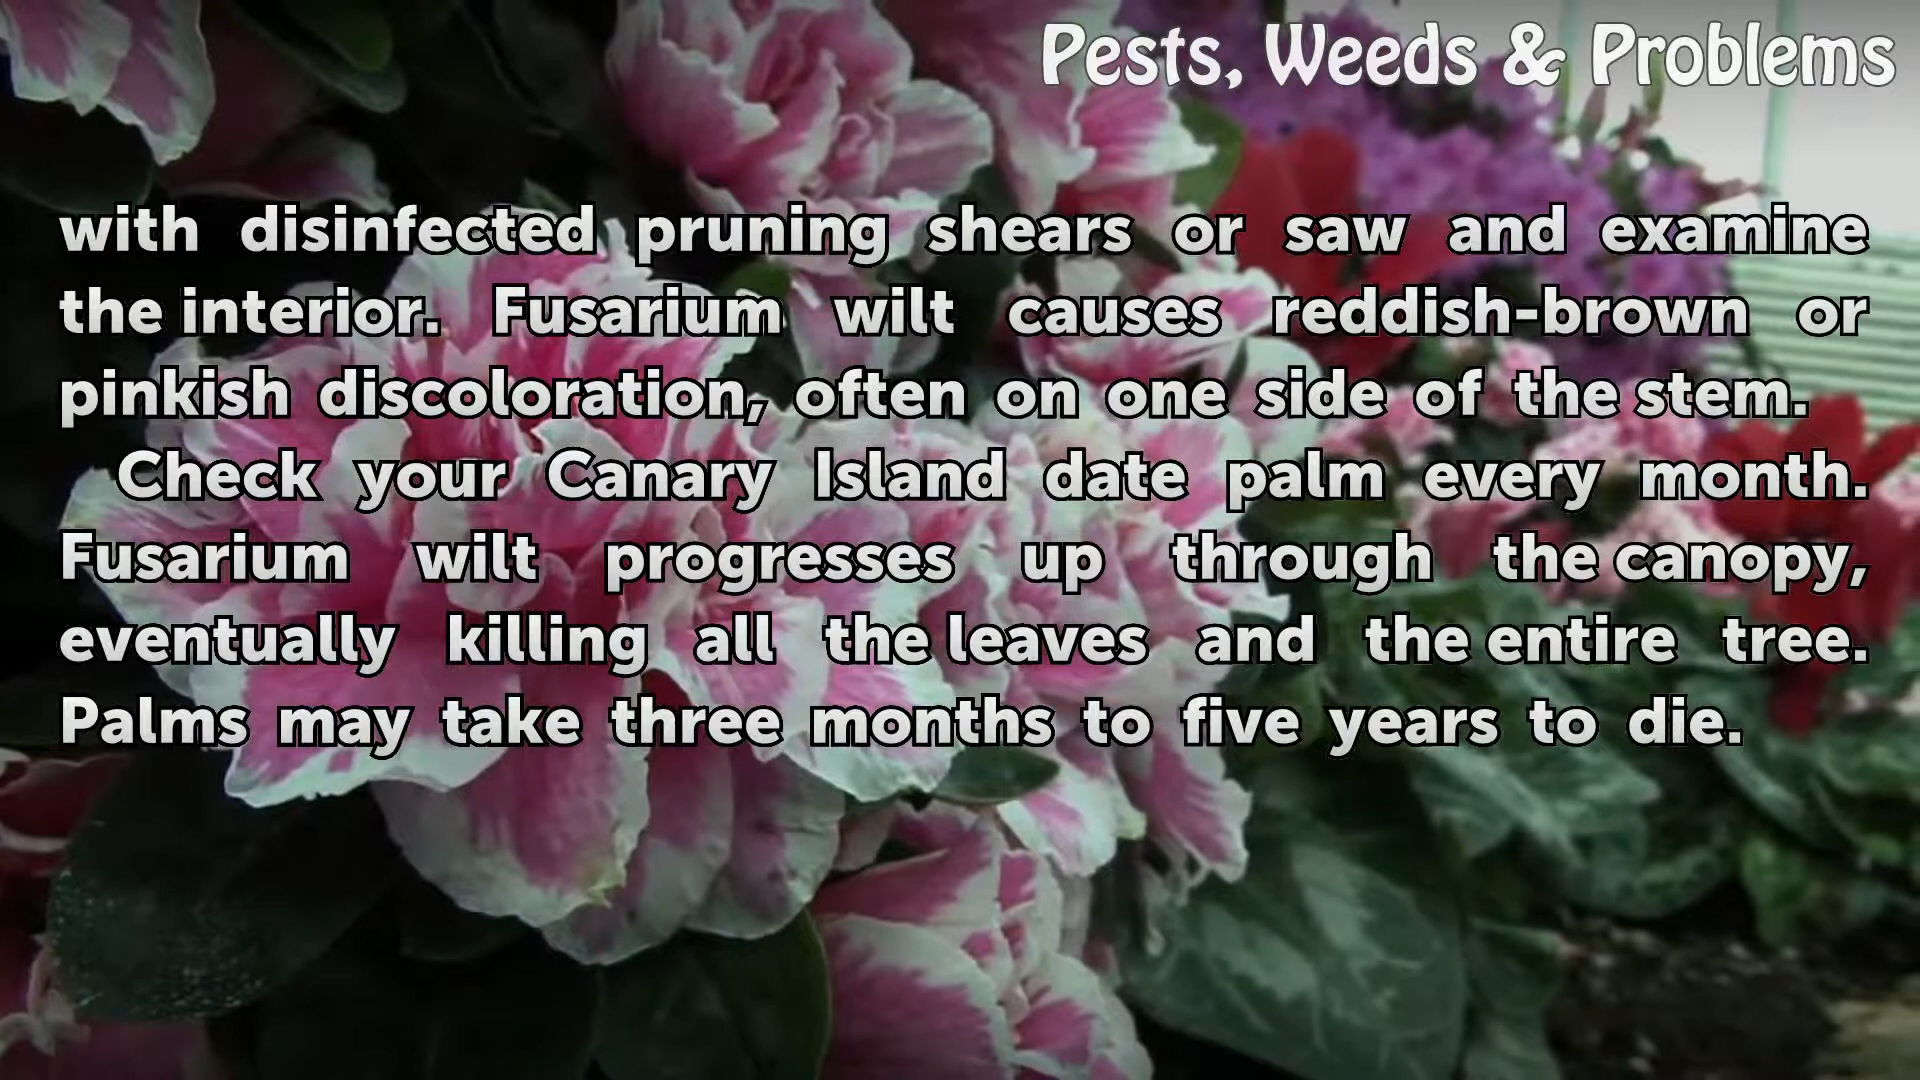 Pests, Weeds & Problems
with disinfected pruning shears or saw and examine
the interior. Fusarium wilt causes reddish-brown or
pinkish discoloration, often on one side of the stem.
Check your Canary Island date palm every month.
Fusarium wilt progresses up through the canopy,
eventually killing all the leaves and the entire tree.
Palms may take three months to five years to die.